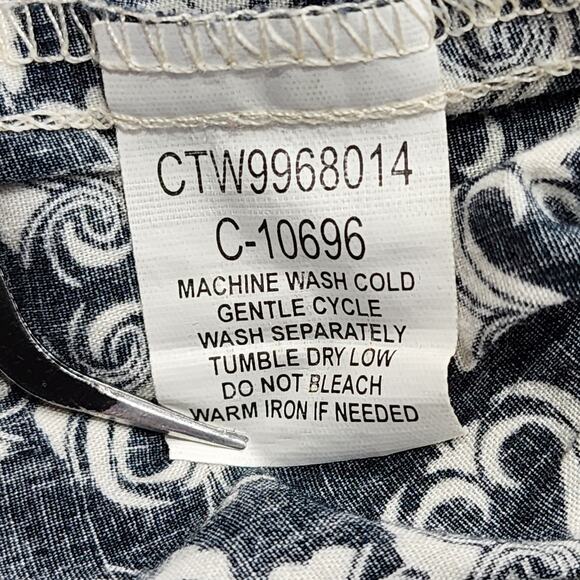 CTW9968014
C-10696
MACHINE WASH COLD
GENTLE CYCLE
WASH SEPARATELY
TUMBLE DRY LOW
DO NOT BLEACH
WARM IRON IF NEEDED